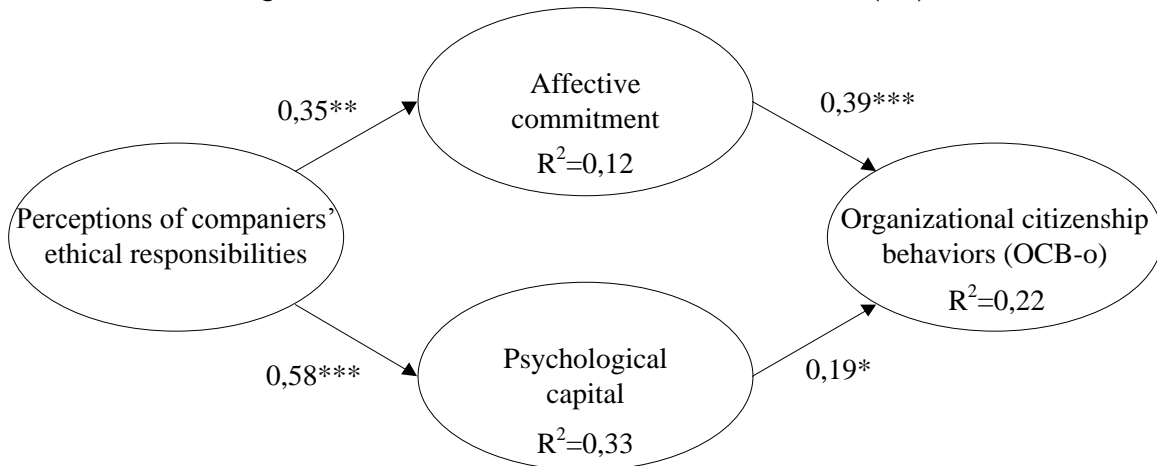 Affective
commitment
R²=0,12
0,35**
0,39***
Perceptions of companiers’
ethical responsibilities
Organizational citizenship
behaviors (OCB-o)
R²=0,22
0,58***
0,19*
Psychological
capital
R²=0,33